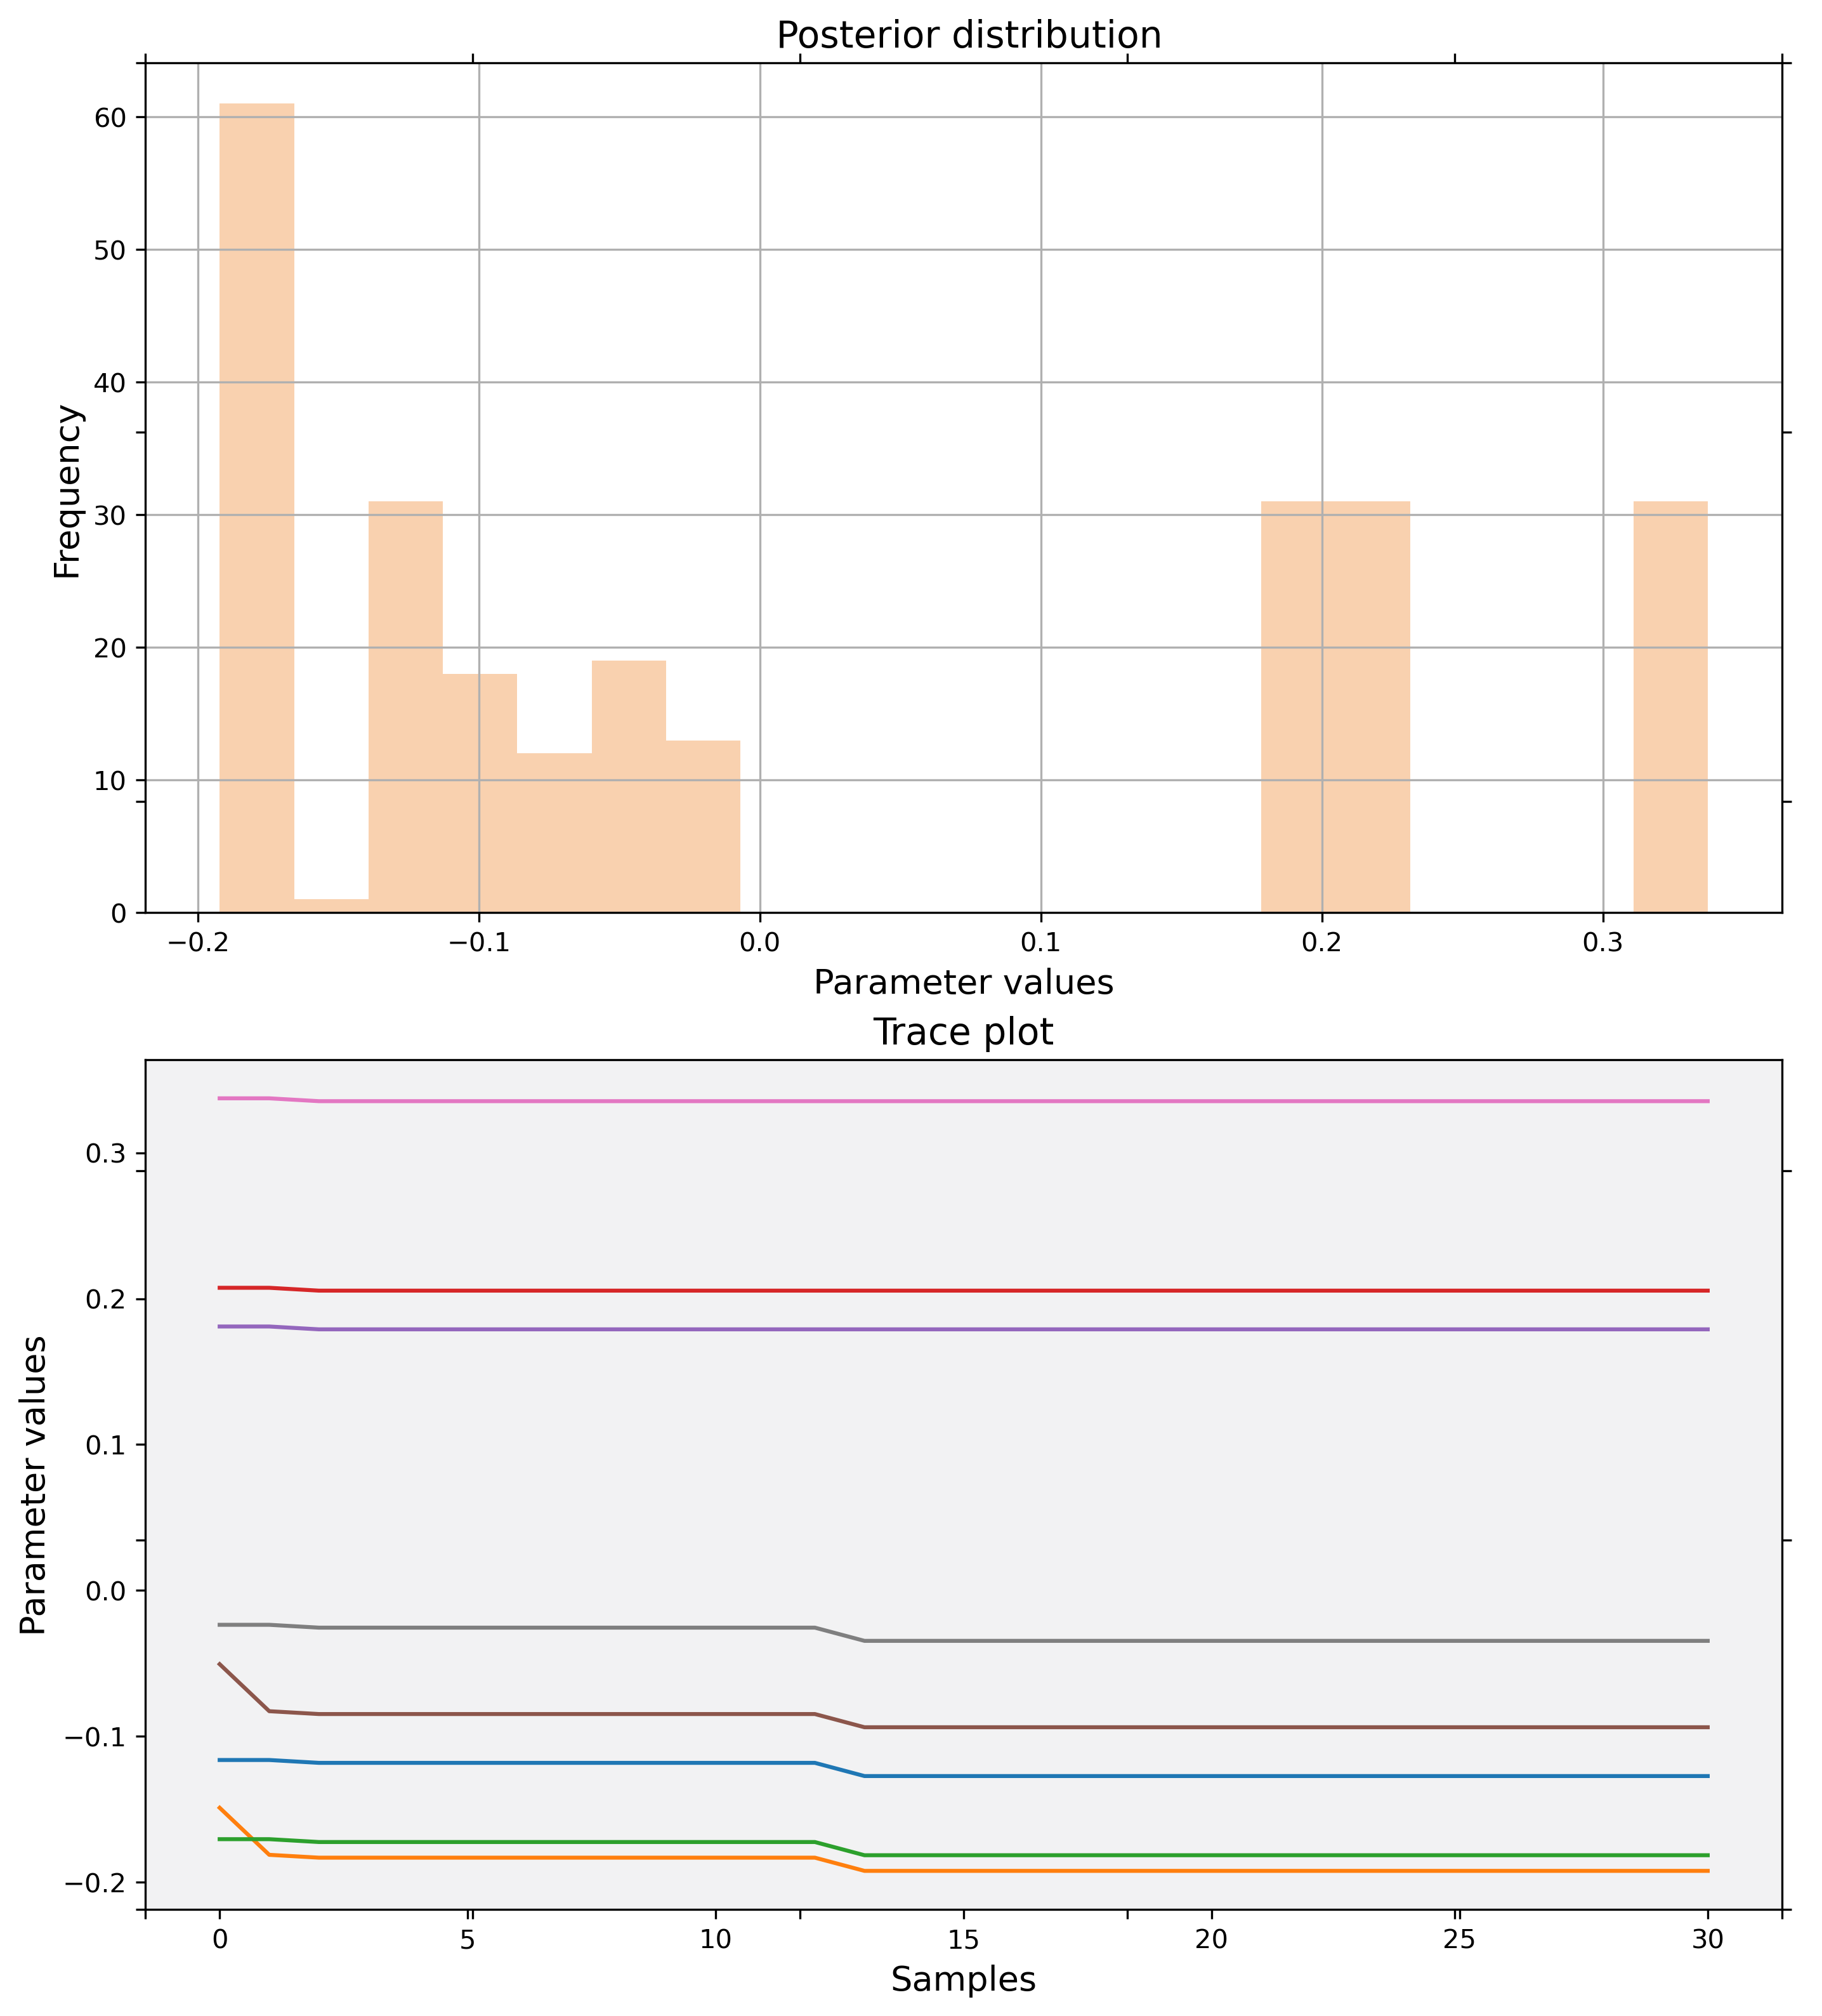 Posterior distribution
60
50
40
30
20
10
0
Frequency
−0.2 −0.1 0.0 0.1 0.2 0.3
Parameter values
Trace plot
0.3
0.2
0.1
0.0
−0.1
−0.2
Parameter values
0 5 10 15 20 25 30
Samples